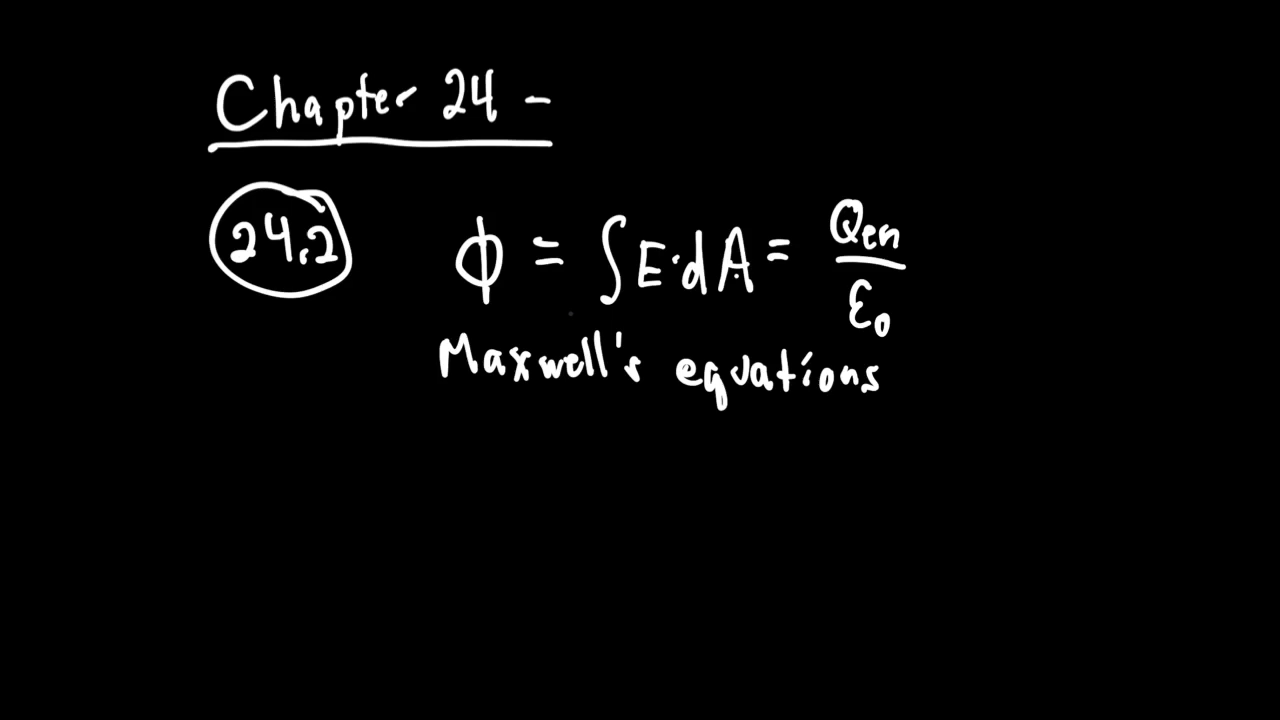 Chapter 24 -
24.2 ϕ = ∫E·dA = Qen/ε₀
Maxwell's equations